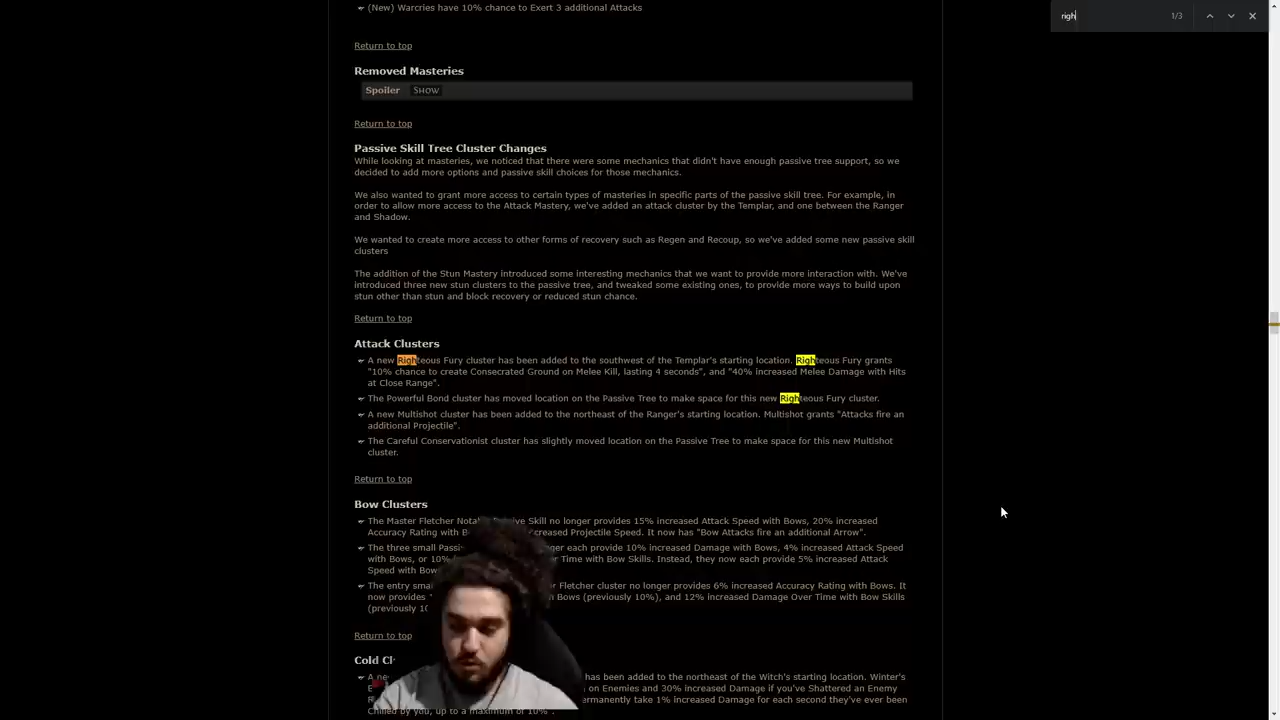 (New) Warcries have 10% chance to Exert 3 additional Attacks
righ
1/3
Return to top
Removed Masteries
Spoiler SHOW
Return to top
Passive Skill Tree Cluster Changes
While looking at masteries, we noticed that there were some mechanics that didn't have enough passive tree support, so we
decided to add more options and passive skill choices for those mechanics.
We also wanted to grant more access to certain types of masteries in specific parts of the passive skill tree. For example, in
order to allow more access to the Attack Mastery, we've added an attack cluster by the Templar, and one between the Ranger
and Shadow.
We wanted to create more access to other forms of recovery such as Regen and Recoup, so we've added some new passive skill
clusters
The addition of the Stun Mastery introduced some interesting mechanics that we want to provide more interaction with. We've
introduced three new stun clusters to the passive tree, and tweaked some existing ones, to provide more ways to build upon
stun other than stun and block recovery or reduced stun chance.
Return to top
Attack Clusters
A new Righteous Fury cluster has been added to the southwest of the Templar's starting location. Righteous Fury grants
"10% chance to create Consecrated Ground on Melee Kill, lasting 4 seconds", and "40% increased Melee Damage with Hits
at Close Range".
The Powerful Bond cluster has moved location on the Passive Tree to make space for this new Righteous Fury cluster.
A new Multishot cluster has been added to the northeast of the Ranger's starting location. Multishot grants "Attacks fire an
additional Projectile".
The Careful Conservationist cluster has slightly moved location on the Passive Tree to make space for this new Multishot
cluster.
Return to top
Bow Clusters
The Master Fletcher Notable Passive Skill no longer provides 15% increased Attack Speed with Bows, 20% increased
Accuracy Rating with B increased Projectile Speed. It now has "Bow Attacks fire an additional Arrow".
The three small Passi longer each provide 10% increased Damage with Bows, 4% increased Attack Speed
with Bows, or 10% Over Time with Bow Skills. Instead, they now each provide 5% increased Attack
Speed with Bow
The entry sma Fletcher cluster no longer provides 6% increased Accuracy Rating with Bows. It
now provides Bows (previously 10%), and 12% increased Damage Over Time with Bow Skills
(previously 10
Return to top
Cold Cl
A ne has been added to the northeast of the Witch's starting location. Winter's
on Enemies and 30% increased Damage if you've Shattered an Enemy
permanently take 1% increased Damage for each second they've ever been
Chilled by you, up to a maximum of 10%".